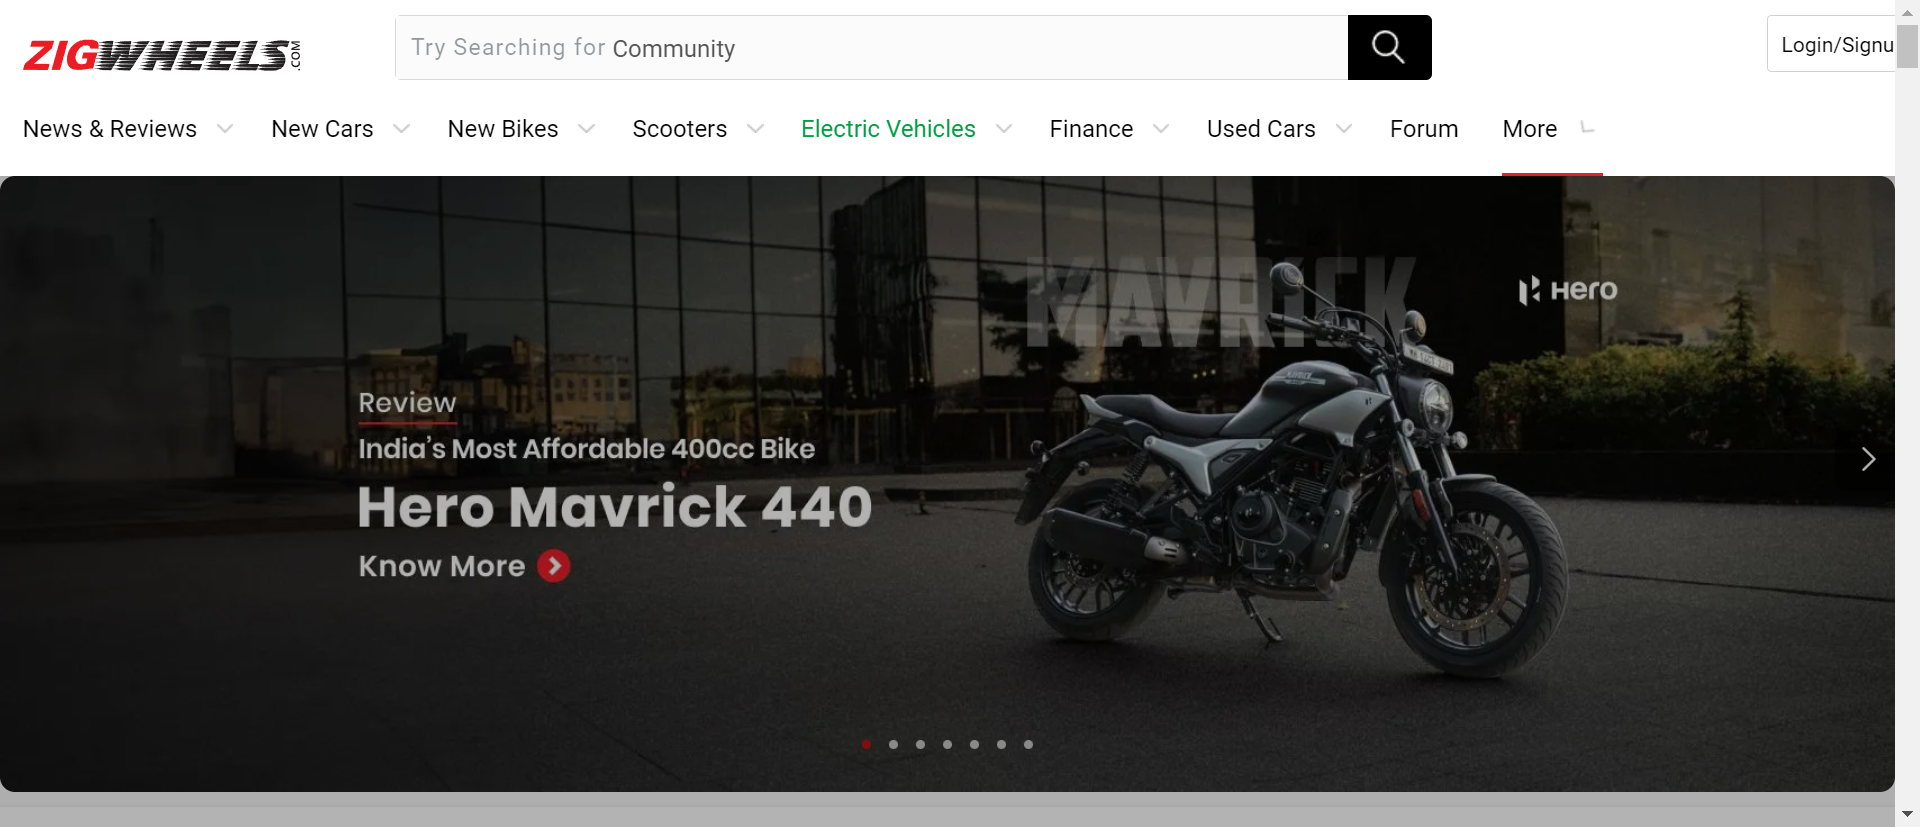 ZIGWHEELS.COM
Try Searching for Community
Login/Signu
News & Reviews
New Cars
New Bikes
Scooters
Electric Vehicles
Finance
Used Cars
Forum
More
MAVRICK
Hero
Review
India's Most Affordable 400cc Bike
Hero Mavrick 440
Know More